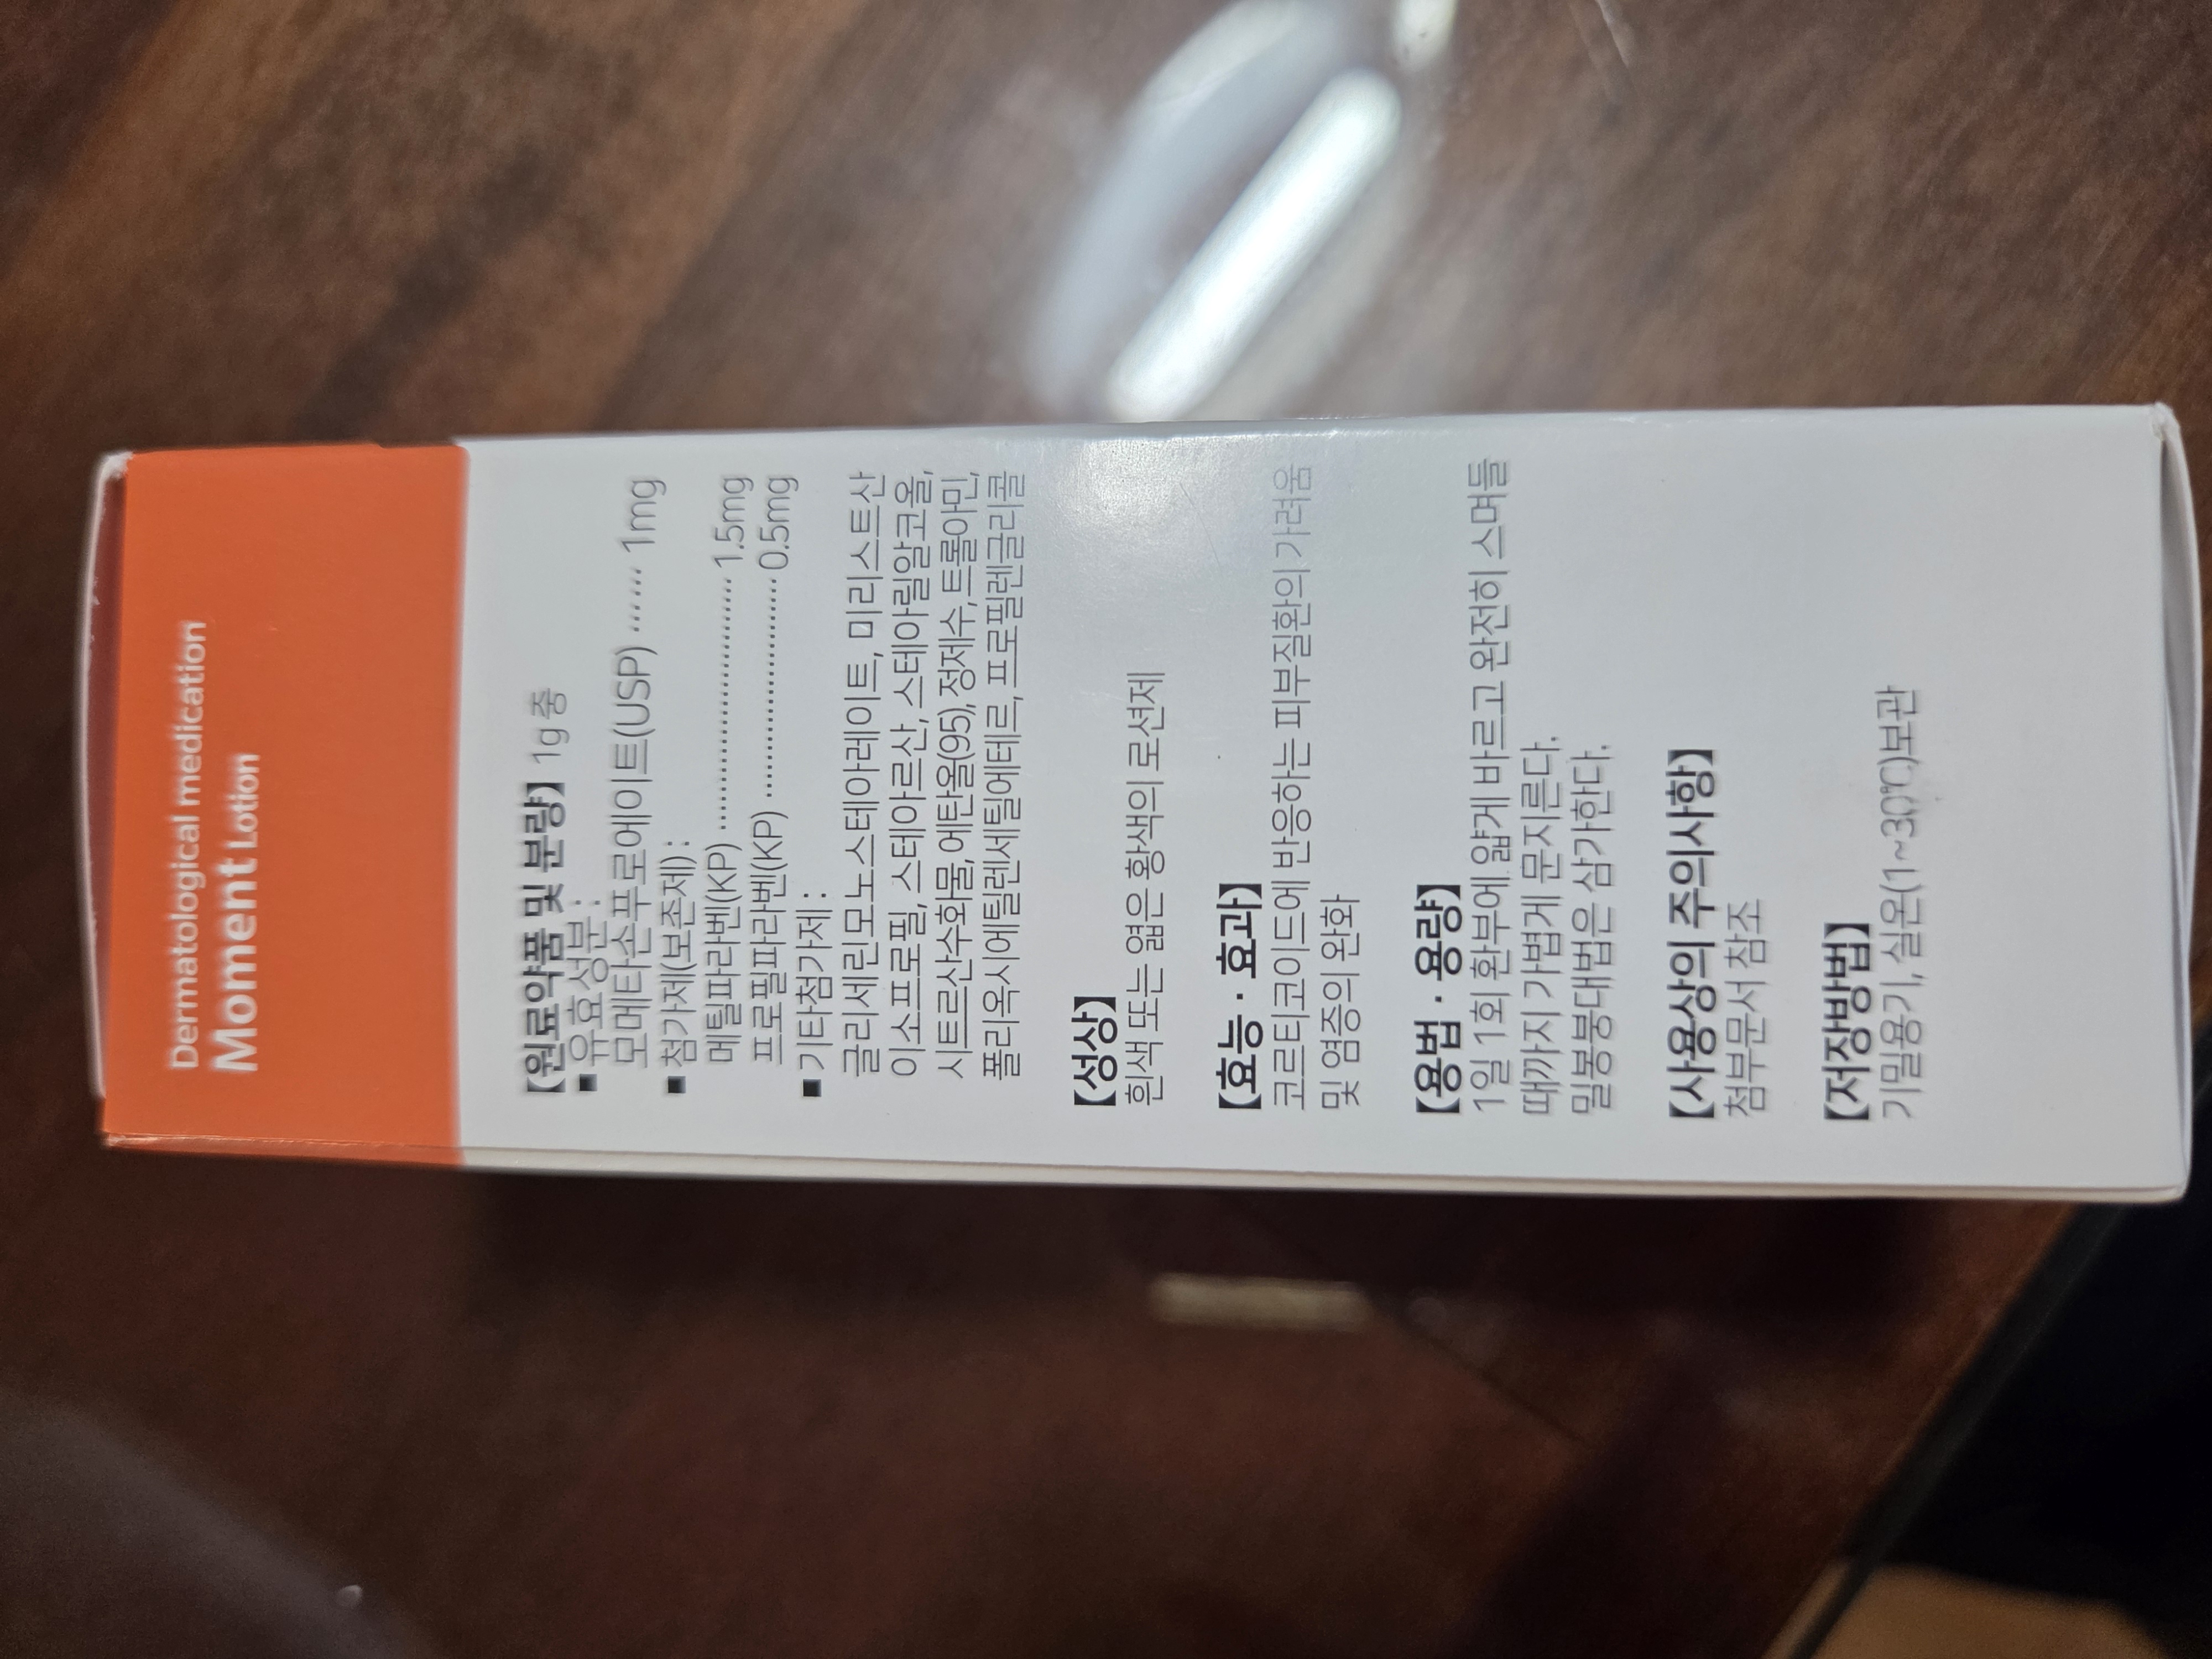 Dermatological medication
Moment Lotion
【원료약품 및 분량】 1g 중
■ 유효성분 :
모메타손푸로에이트(USP) ······ 1mg
■ 첨가제(보존제) :
메틸파라벤(KP) ························ 1.5mg
프로필파라벤(KP) ····················· 0.5mg
■ 기타첨가제 :
글리세린모노스테아레이트, 미리스트산
이소프로필, 스테아르산, 스테아릴알코올,
시트르산수화물, 에탄올(95), 정제수, 트롤아민,
폴리옥시에틸렌세틸에테르, 프로필렌글리콜
【성상】
흰색 또는 엷은 황색의 로션제
【효능 · 효과】
코르티코이드에 반응하는 피부질환의 가려움
및 염증의 완화
【용법 · 용량】
1일 1회 환부에 얇게 바르고 완전히 스며들
때까지 가볍게 문지른다.
밀봉붕대법은 삼가한다.
【사용상의 주의사항】
첨부문서 참조
【저장방법】
기밀용기, 실온(1~30℃)보관